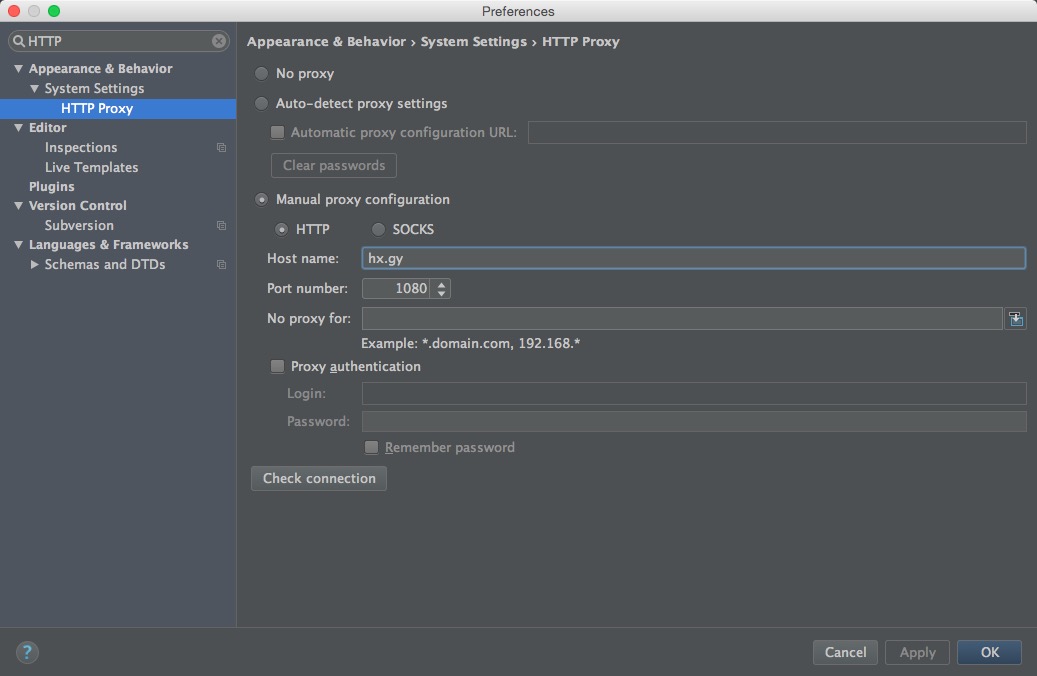 Preferences
HTTP
Appearance & Behavior
System Settings
HTTP Proxy
Editor
Inspections
Live Templates
Plugins
Version Control
Subversion
Languages & Frameworks
Schemas and DTDs
Appearance & Behavior › System Settings › HTTP Proxy
No proxy
Auto-detect proxy settings
Automatic proxy configuration URL:
Clear passwords
Manual proxy configuration
HTTP SOCKS
Host name: hx.gy
Port number: 1080
No proxy for:
Example: *.domain.com, 192.168.*
Proxy authentication
Login:
Password:
Remember password
Check connection
? Cancel Apply OK